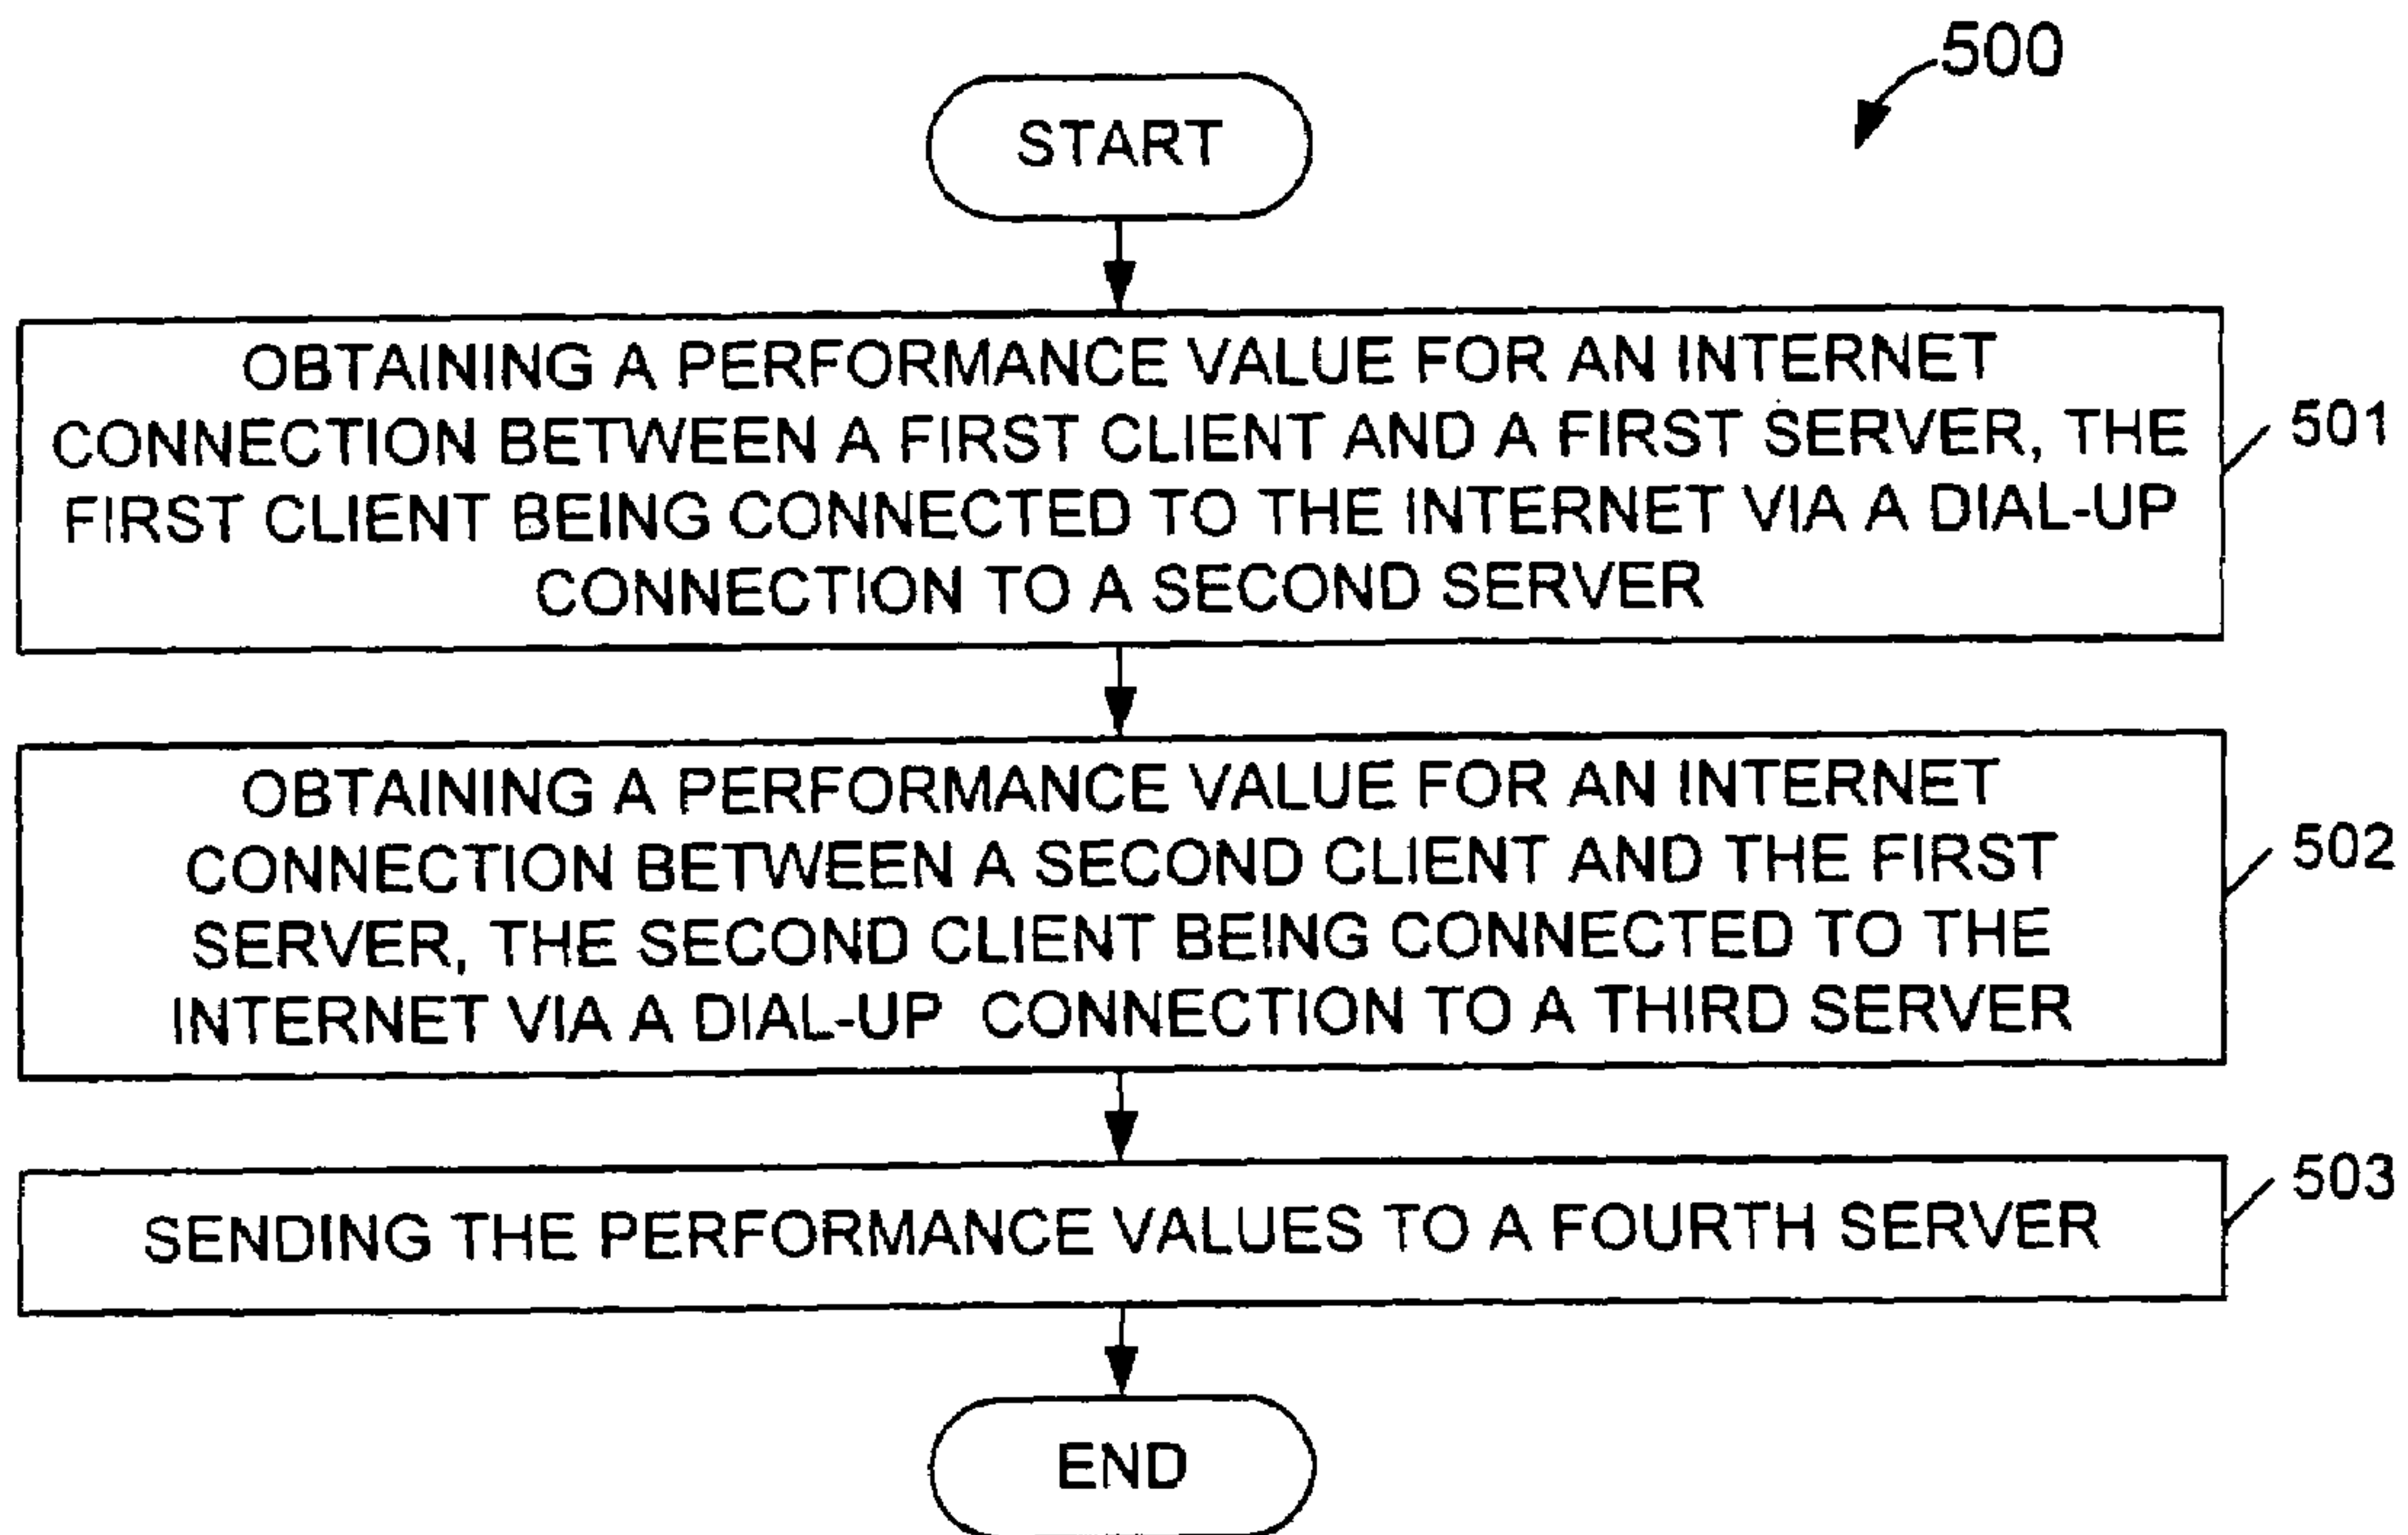 500
START
OBTAINING A PERFORMANCE VALUE FOR AN INTERNET
CONNECTION BETWEEN A FIRST CLIENT AND A FIRST SERVER, THE
FIRST CLIENT BEING CONNECTED TO THE INTERNET VIA A DIAL-UP
CONNECTION TO A SECOND SERVER
501
OBTAINING A PERFORMANCE VALUE FOR AN INTERNET
CONNECTION BETWEEN A SECOND CLIENT AND THE FIRST
SERVER, THE SECOND CLIENT BEING CONNECTED TO THE
INTERNET VIA A DIAL-UP CONNECTION TO A THIRD SERVER
502
SENDING THE PERFORMANCE VALUES TO A FOURTH SERVER
503
END